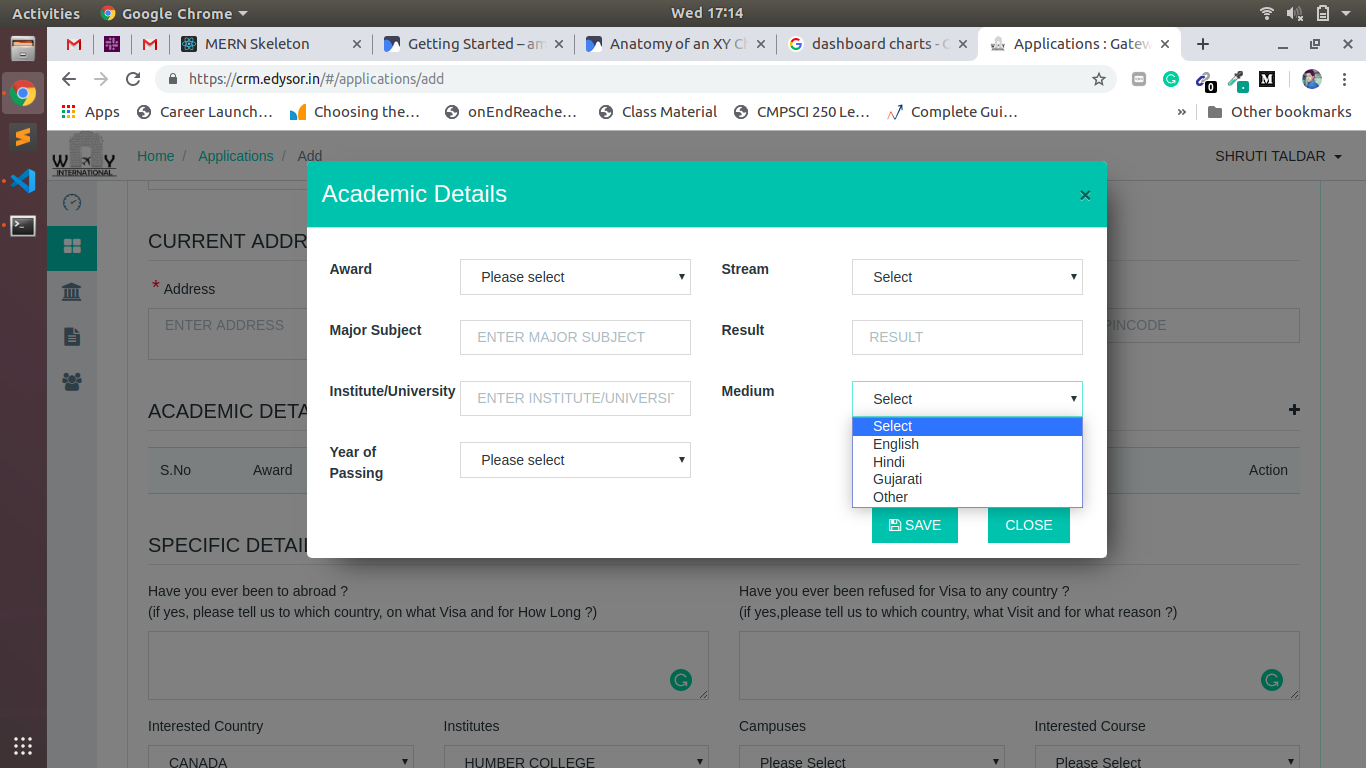 Activities
Google Chrome
Wed 17:14
MERN Skeleton
Getting Started – am
Anatomy of an XY Ch
dashboard charts - G
Applications : Gatew
https://crm.edysor.in/#/applications/add
0
M
Apps
Career Launch…
Choosing the…
onEndReache…
Class Material
CMPSCI 250 Le…
Complete Gui…
»
Other bookmarks
W Y
INTERNATIONAL
Home / Applications / Add
SHRUTI TALDAR
Academic Details
×
CURRENT ADDR
* Address
ENTER ADDRESS
PINCODE
Award
Please select
Stream
Select
Major Subject
ENTER MAJOR SUBJECT
Result
RESULT
Institute/University
ENTER INSTITUTE/UNIVERSIT
Medium
Select
Select
English
Hindi
Gujarati
Other
Year of
Passing
Please select
SAVE
CLOSE
ACADEMIC DETA
S.No
Award
Action
SPECIFIC DETAI
Have you ever been to abroad ?
(if yes, please tell us to which country, on what Visa and for How Long ?)
Have you ever been refused for Visa to any country ?
(if yes,please tell us to which country, what Visit and for what reason ?)
Interested Country
Institutes
Campuses
Interested Course
CANADA
HUMBER COLLEGE
Please Select
Please Select